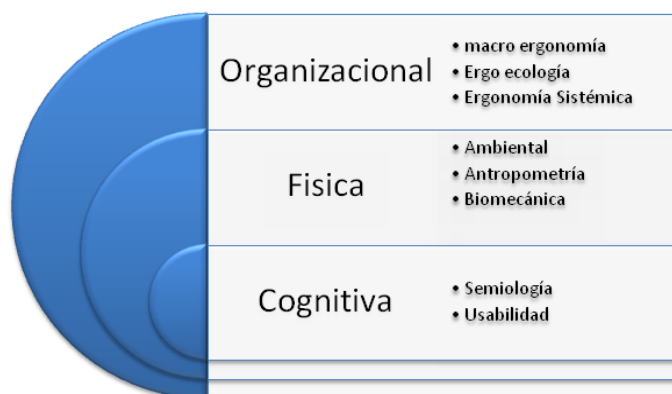 Organizacional
• macro ergonomía
• Ergo ecología
• Ergonomía Sistémica
Fisica
• Ambiental
• Antropometría
• Biomecánica
Cognitiva
• Semiología
• Usabilidad